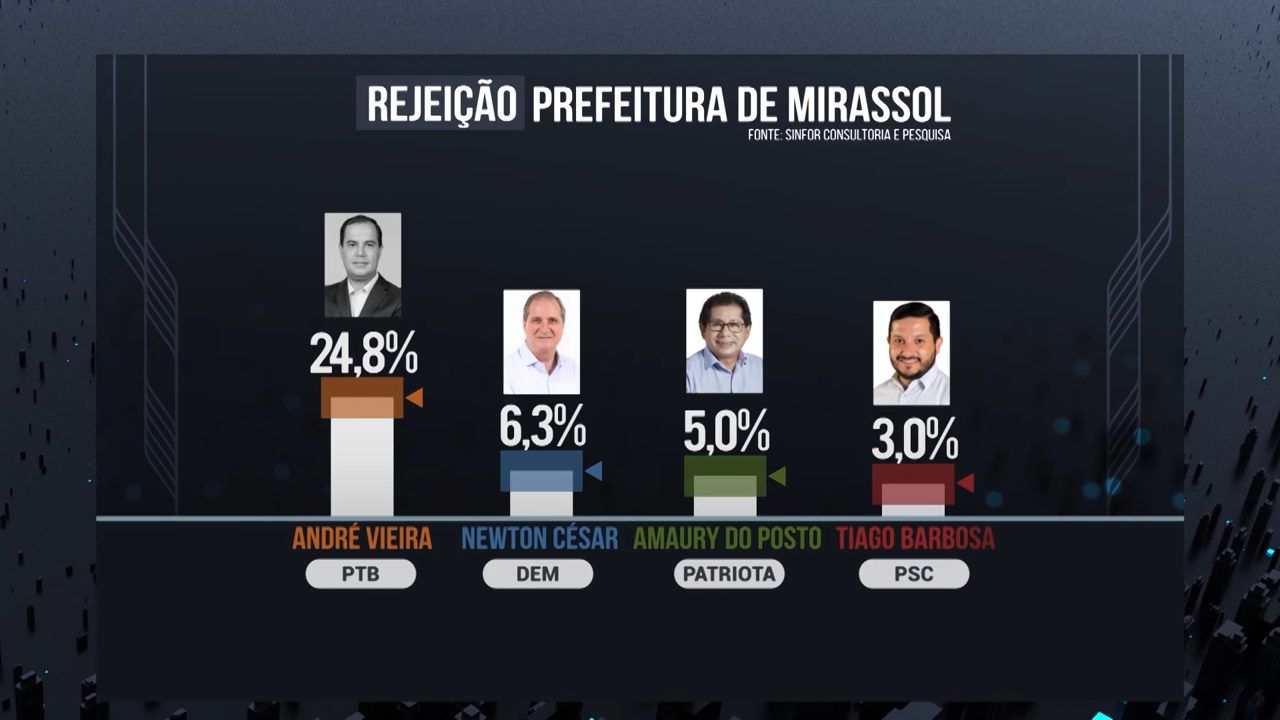 REJEIÇÃO PREFEITURA DE MIRASSOL
FONTE: SINFOR CONSULTORIA E PESQUISA
24,8%
6,3%
5,0%
3,0%
ANDRÉ VIEIRA
NEWTON CÉSAR
AMAURY DO POSTO
TIAGO BARBOSA
PTB
DEM
PATRIOTA
PSC